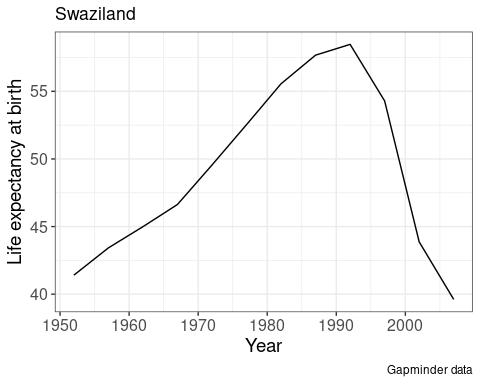 Swaziland
Life expectancy at birth
55
50
45
40
1950 1960 1970 1980 1990 2000
Year
Gapminder data